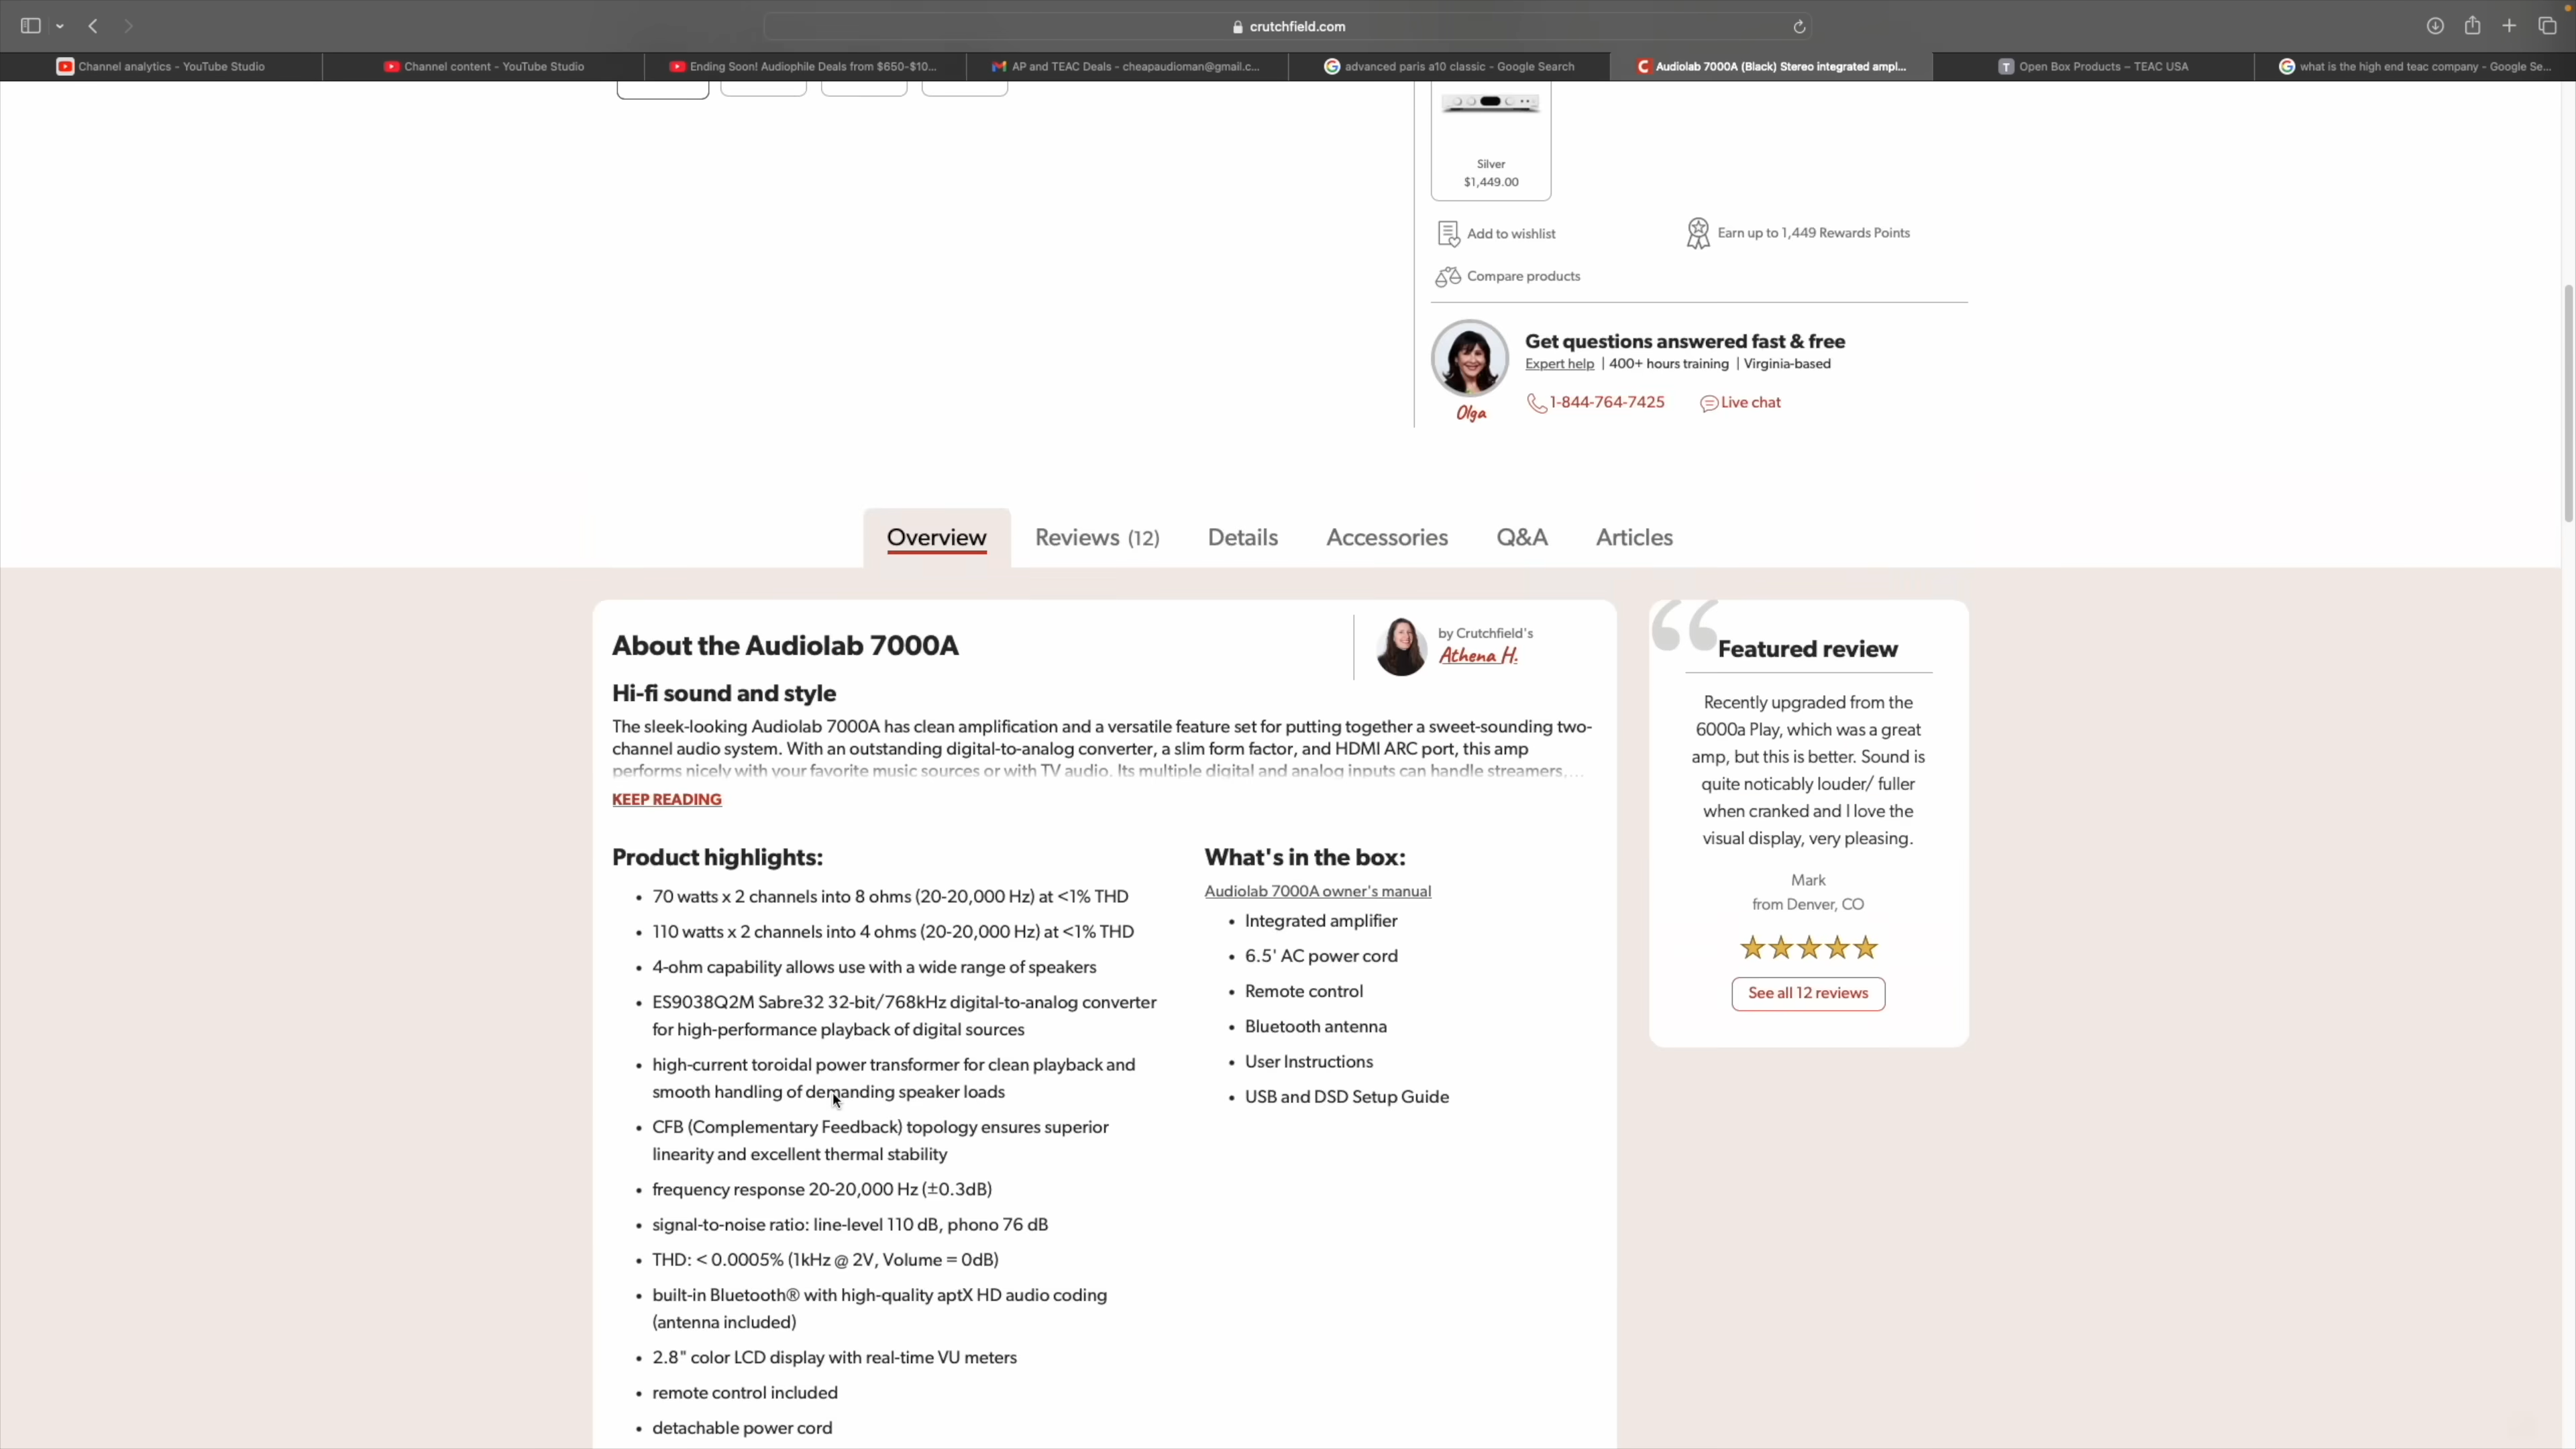 crutchfield.com
Channel analytics - YouTube Studio
Channel content - YouTube Studio
Ending Soon! Audiophile Deals from $650-$10...
AP and TEAC Deals - cheapaudioman@gmail.c...
advanced paris a10 classic - Google Search
Audiolab 7000A (Black) Stereo integrated ampl...
Open Box Products – TEAC USA
what is the high end teac company - Google Se...
Silver
$1,449.00
Add to wishlist
Earn up to 1,449 Rewards Points
Compare products
Get questions answered fast & free
Expert help | 400+ hours training | Virginia-based
1-844-764-7425
Live chat
Olga
Overview
Reviews (12)
Details
Accessories
Q&A
Articles
About the Audiolab 7000A
by Crutchfield's
Athena H.
Hi-fi sound and style
The sleek-looking Audiolab 7000A has clean amplification and a versatile feature set for putting together a sweet-sounding two-
channel audio system. With an outstanding digital-to-analog converter, a slim form factor, and HDMI ARC port, this amp
performs nicely with your favorite music sources or with TV audio. Its multiple digital and analog inputs can handle streamers,...
KEEP READING
Product highlights:
• 70 watts x 2 channels into 8 ohms (20-20,000 Hz) at <1% THD
• 110 watts x 2 channels into 4 ohms (20-20,000 Hz) at <1% THD
• 4-ohm capability allows use with a wide range of speakers
• ES9038Q2M Sabre32 32-bit/768kHz digital-to-analog converter
for high-performance playback of digital sources
• high-current toroidal power transformer for clean playback and
smooth handling of demanding speaker loads
• CFB (Complementary Feedback) topology ensures superior
linearity and excellent thermal stability
• frequency response 20-20,000 Hz (±0.3dB)
• signal-to-noise ratio: line-level 110 dB, phono 76 dB
• THD: < 0.0005% (1kHz @ 2V, Volume = 0dB)
• built-in Bluetooth® with high-quality aptX HD audio coding
(antenna included)
• 2.8" color LCD display with real-time VU meters
• remote control included
• detachable power cord
What's in the box:
Audiolab 7000A owner's manual
• Integrated amplifier
• 6.5' AC power cord
• Remote control
• Bluetooth antenna
• User Instructions
• USB and DSD Setup Guide
Featured review
Recently upgraded from the
6000a Play, which was a great
amp, but this is better. Sound is
quite noticably louder/ fuller
when cranked and I love the
visual display, very pleasing.
Mark
from Denver, CO
See all 12 reviews